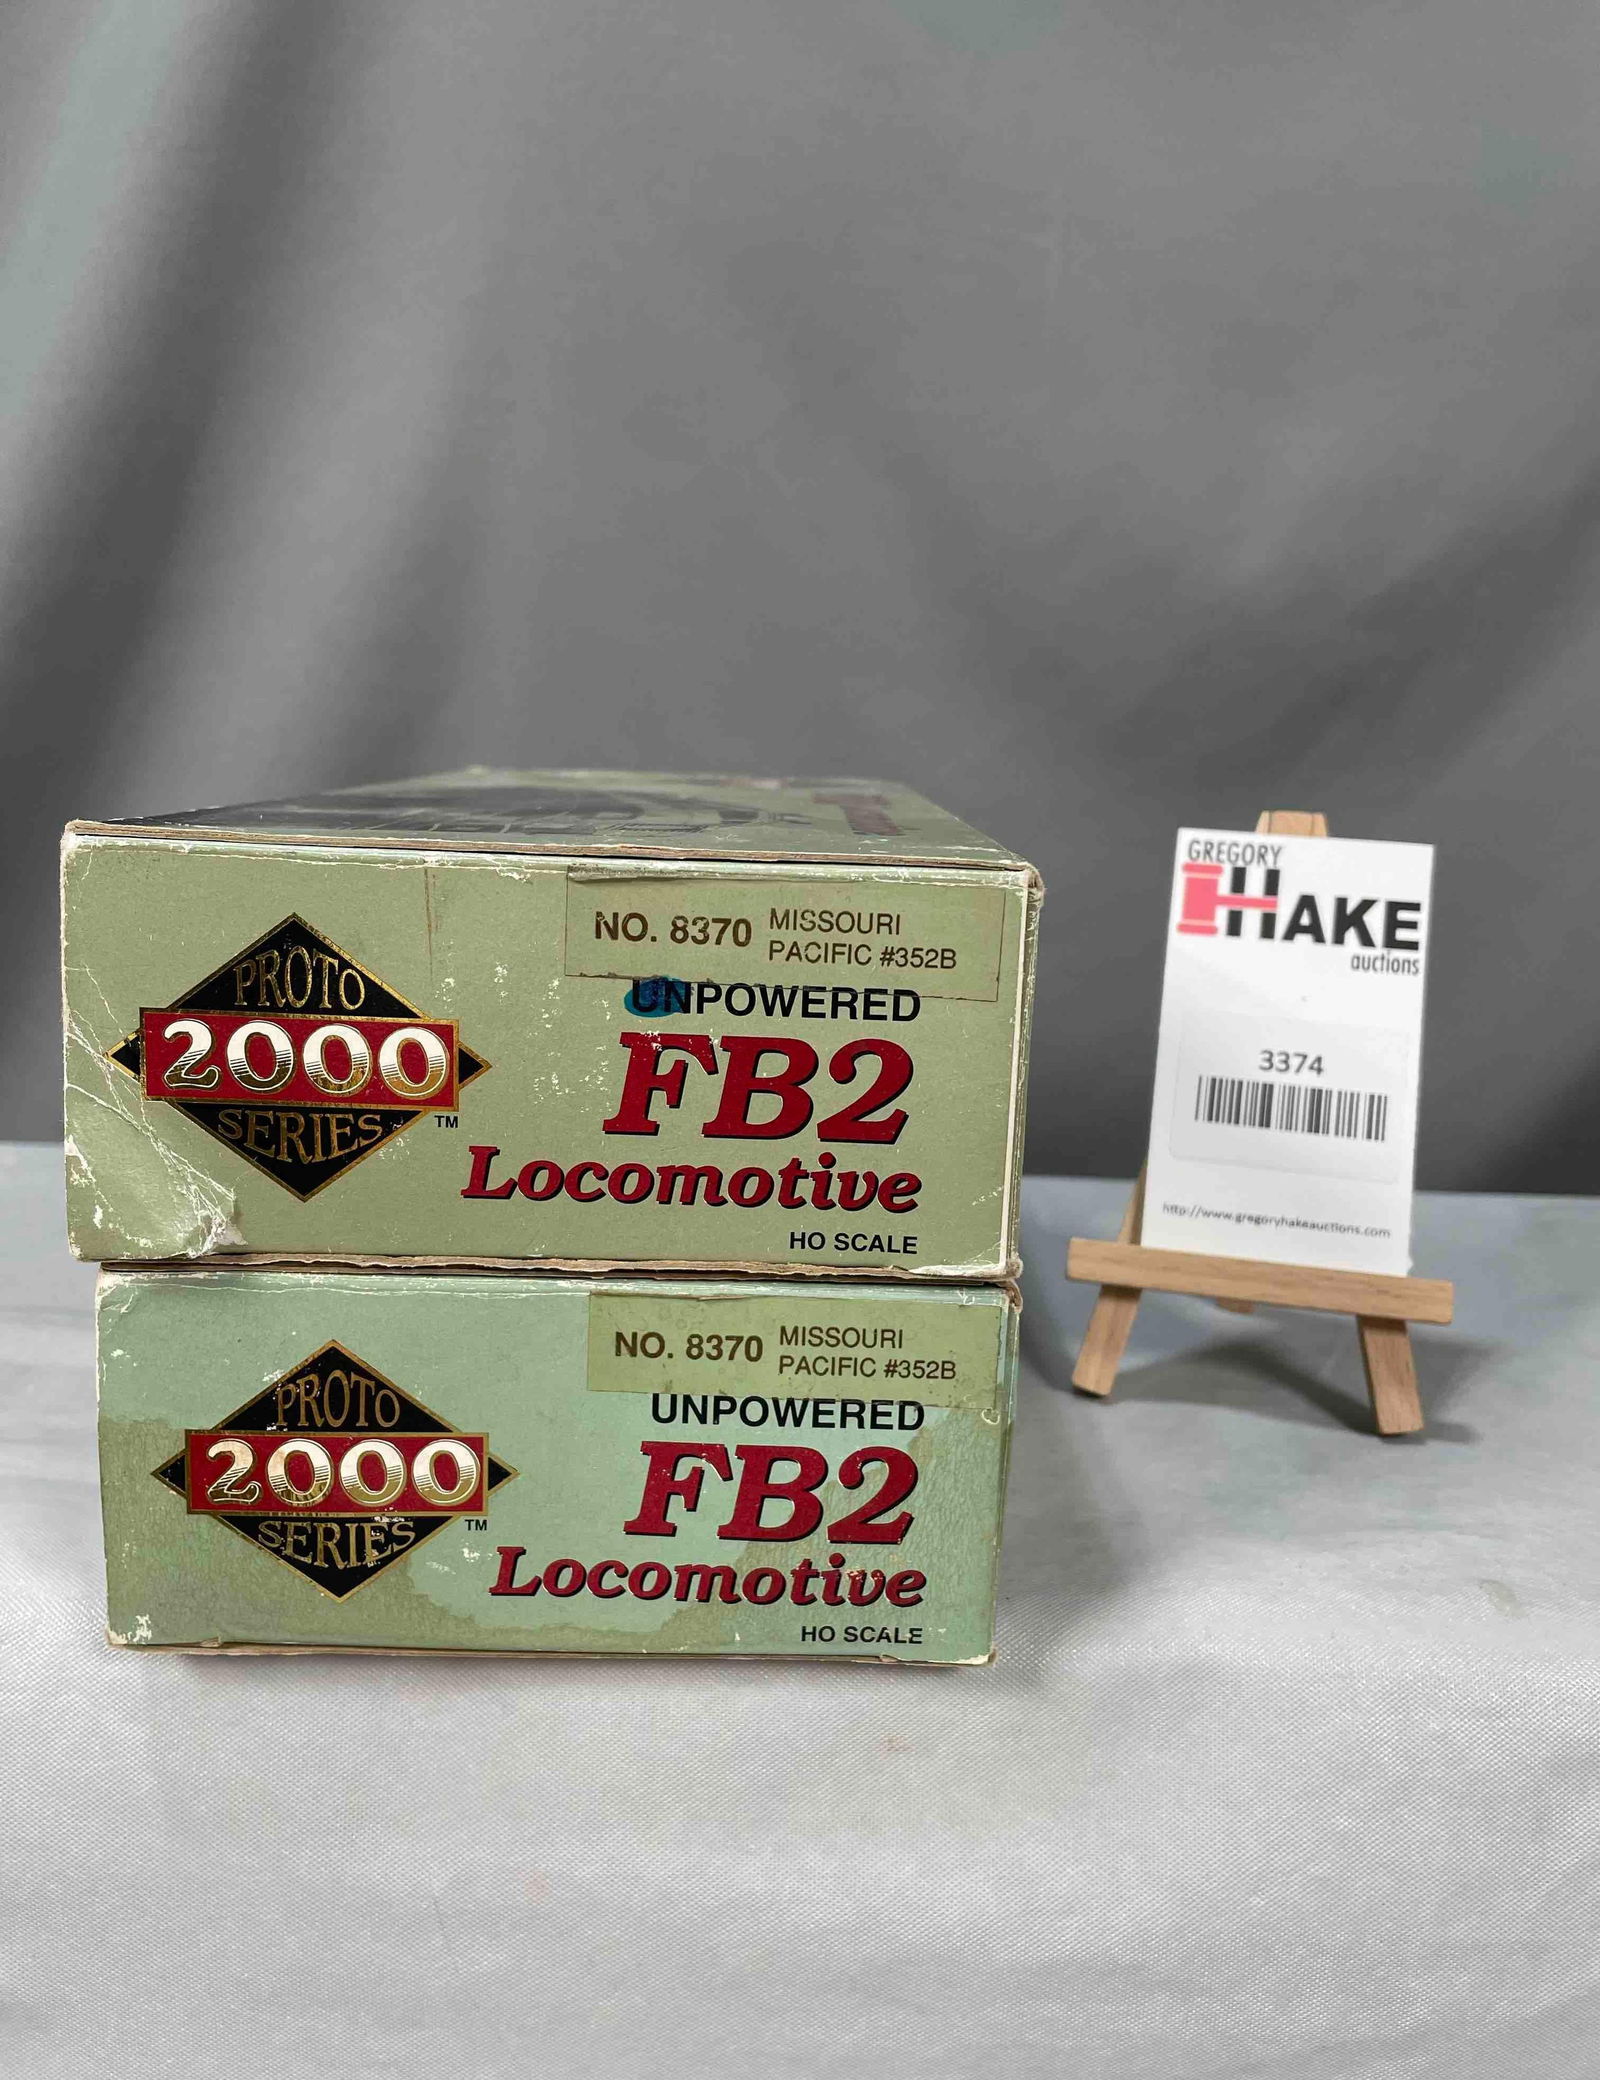 NO. 8370 MISSOURI
PACIFIC #352B
UNPOWERED
PROTO
2000
SERIES
TM
FB2
Locomotive
HO SCALE
NO. 8370 MISSOURI
PACIFIC #352B
UNPOWERED
PROTO
2000
SERIES
TM
FB2
Locomotive
HO SCALE
GREGORY
HAKE
auctions
3374
http://www.gregoryhakeauctions.com